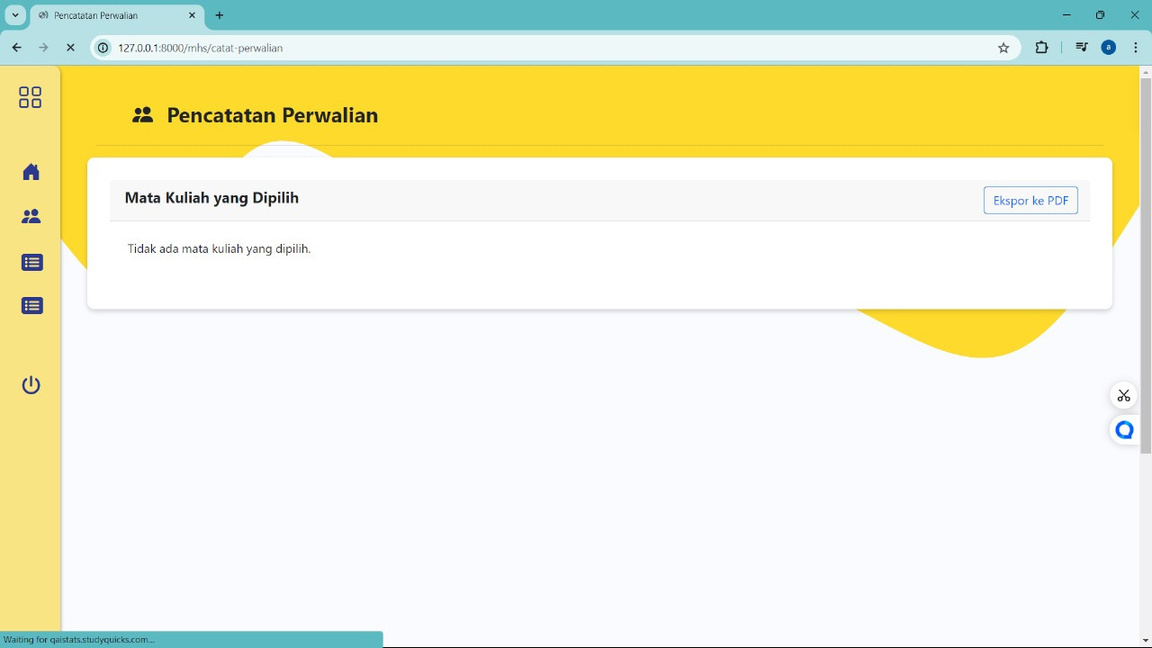 Pencatatan Perwalian
127.0.0.1:8000/mhs/catat-perwalian
a
Pencatatan Perwalian
Mata Kuliah yang Dipilih
Ekspor ke PDF
Tidak ada mata kuliah yang dipilih.
Waiting for qaistats.studyquicks.com...